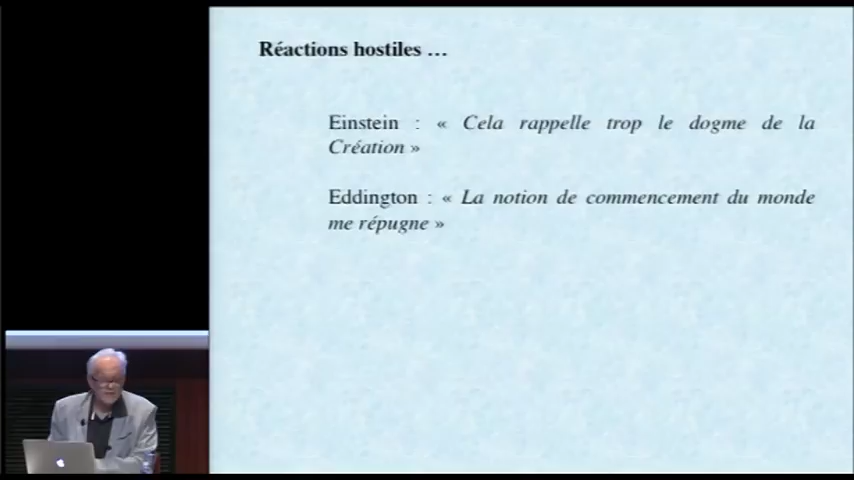 Réactions hostiles …
Einstein : « Cela rappelle trop le dogme de la
Création »
Eddington : « La notion de commencement du monde
me répugne »